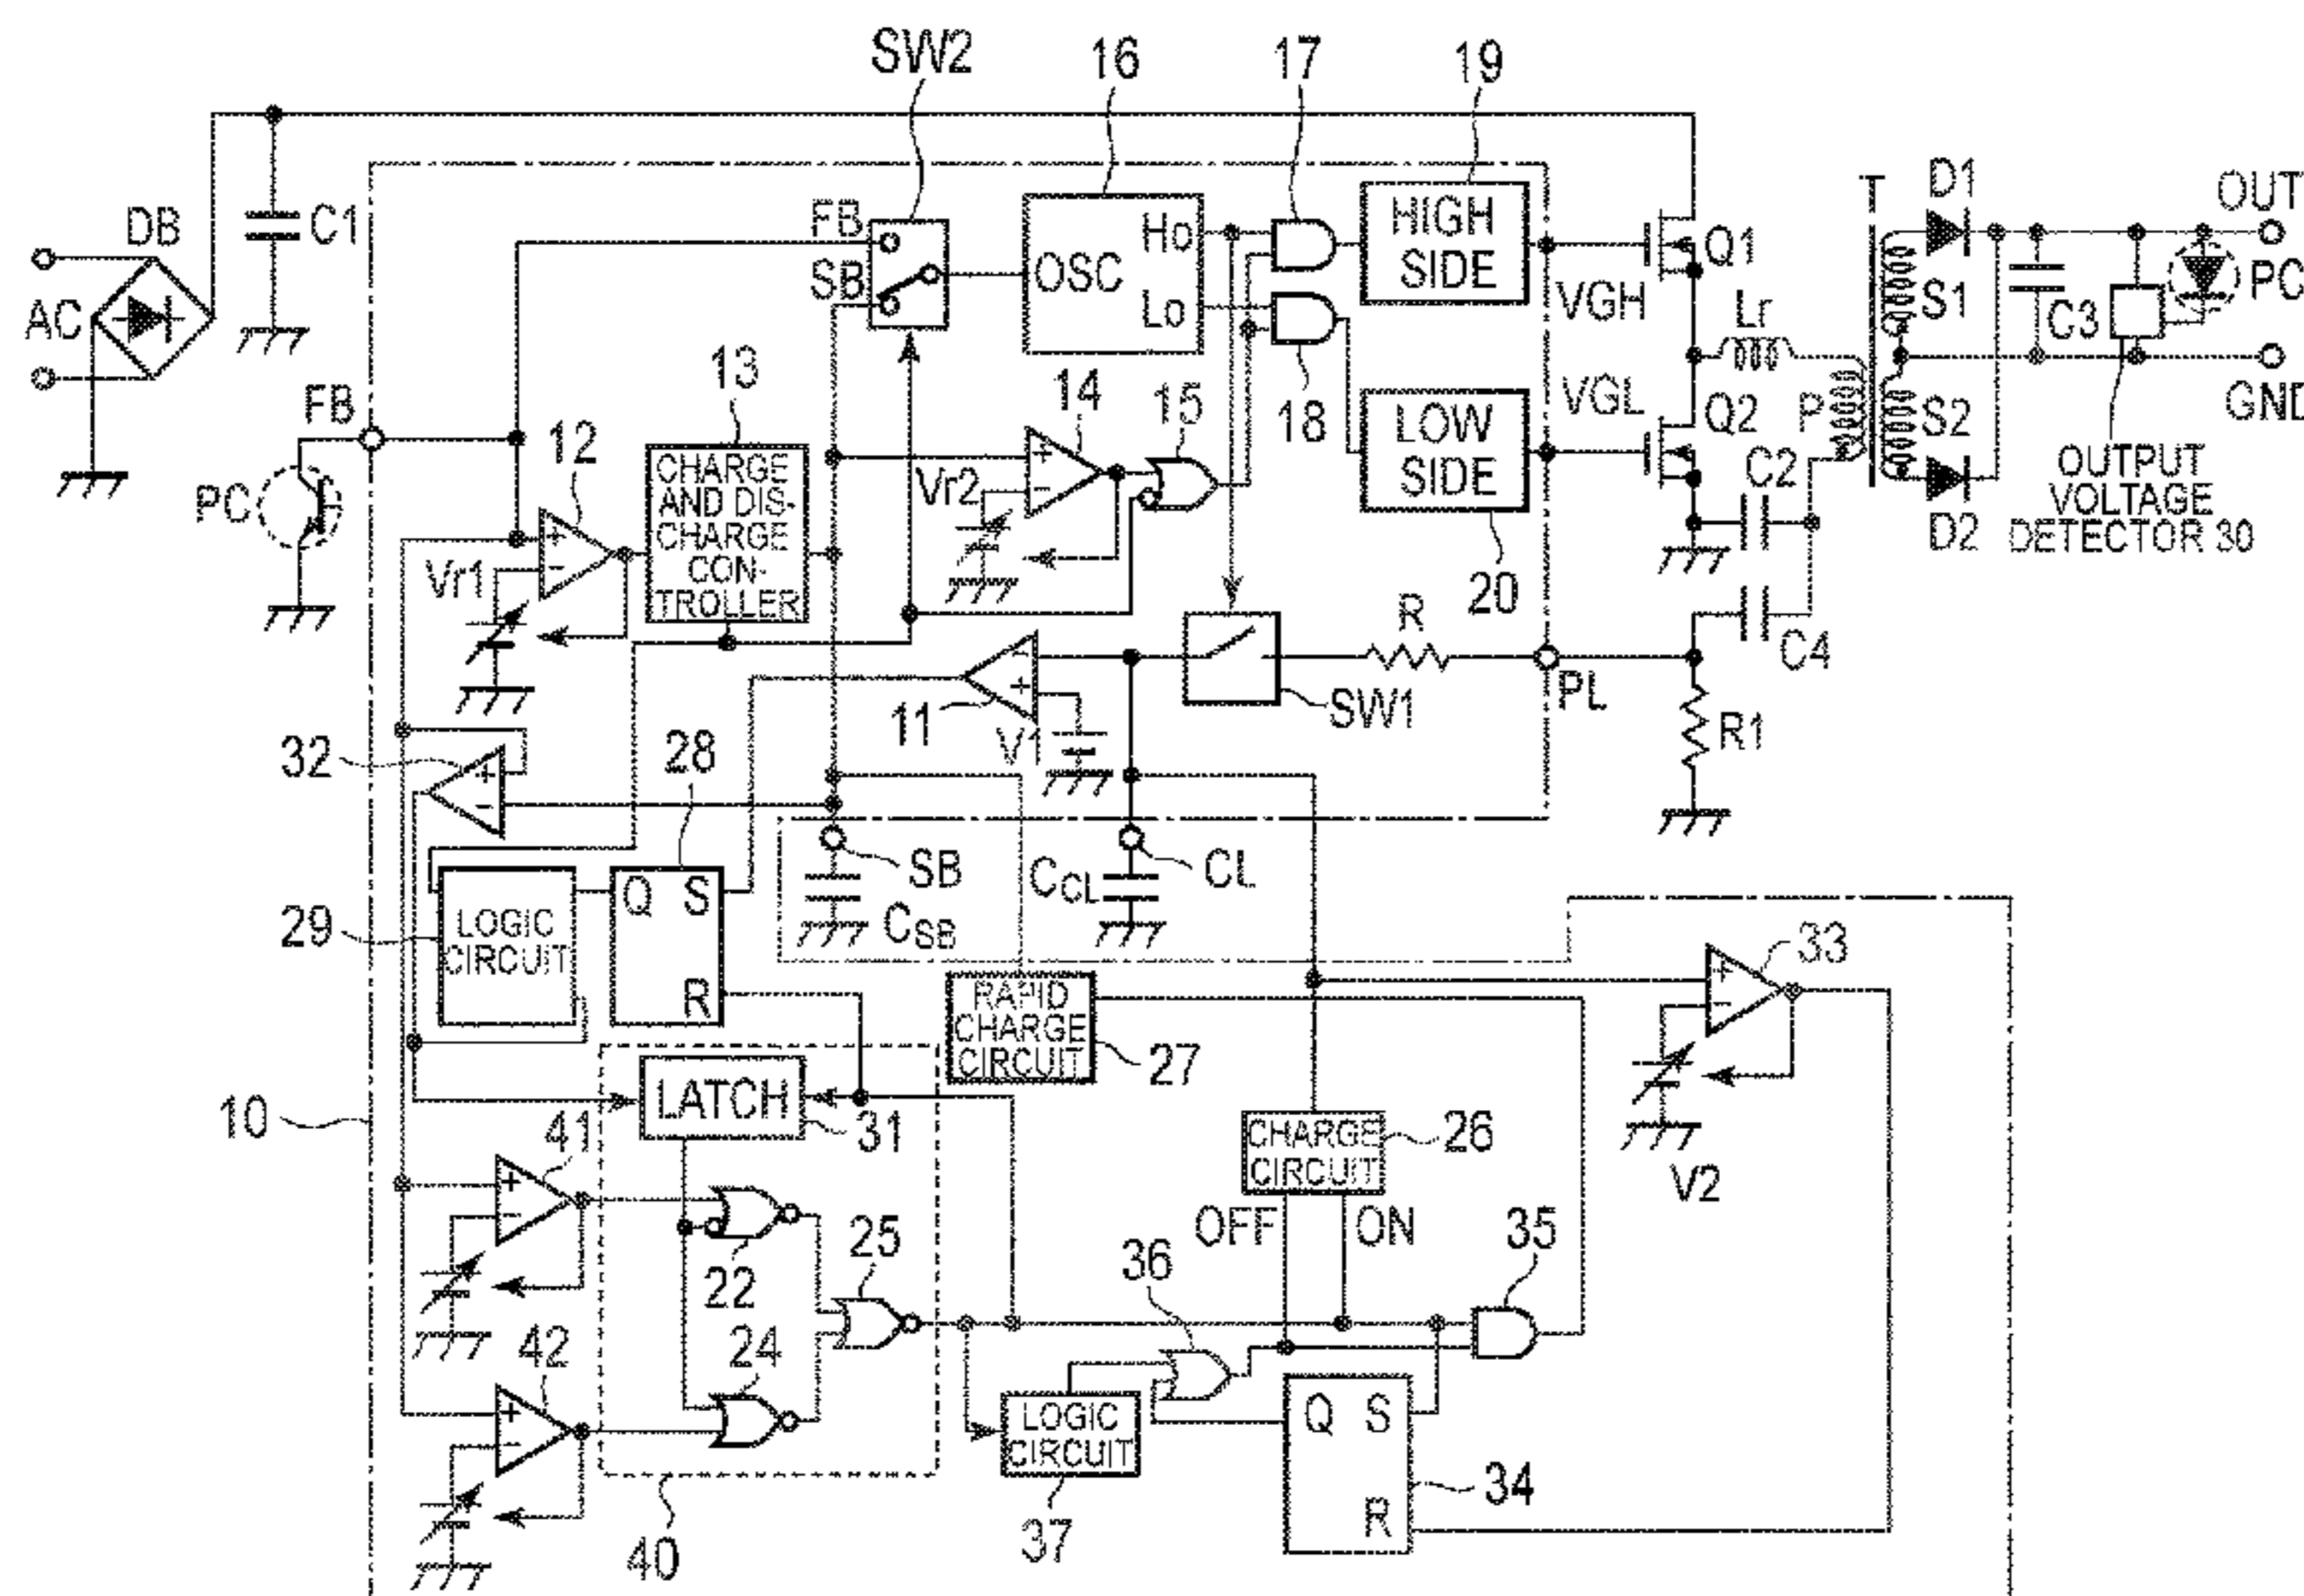 SW2
16
17
19
T
D1
OUT
DB
C1
FB
SB
OSC
Ho
Lo
HIGH
SIDE
Q1
VGH
Lr
S1
C3
PC
AC
13
14
15
18
LOW
SIDE
VGL
Q2
P
S2
GND
FB
12
CHARGE
AND DIS-
CHARGE
CON-
TROLLER
Vr2
20
C2
D2
OUTPUT
VOLTAGE
DETECTOR 30
PC
Vr1
R
C4
11
V1
SW1
PL
R1
32
28
Q
S
R
SB
CSB
CCL
CL
29
LOGIC
CIRCUIT
33
RAPID
CHARGE
CIRCUIT
27
10
LATCH
31
41
CHARGE
CIRCUIT
26
V2
OFF
ON
22
25
36
35
42
24
LOGIC
CIRCUIT
Q
S
R
34
40
37